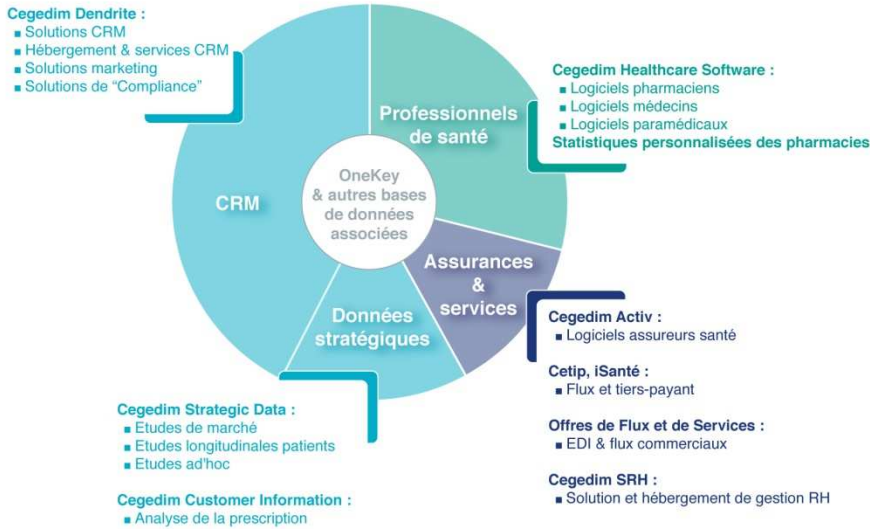 Cegedim Dendrite :
■ Solutions CRM
■ Hébergement & services CRM
■ Solutions marketing
■ Solutions de “Compliance”
Cegedim Healthcare Software :
■ Logiciels pharmaciens
■ Logiciels médecins
■ Logiciels paramédicaux
Statistiques personnalisées des pharmacies
Professionnels
de santé
CRM
OneKey
& autres bases
de données
associées
Assurances
&
services
Données
stratégiques
Cegedim Activ :
■ Logiciels assureurs santé
Cetip, iSanté :
■ Flux et tiers-payant
Offres de Flux et de Services :
■ EDI & flux commerciaux
Cegedim SRH :
■ Solution et hébergement de gestion RH
Cegedim Strategic Data :
■ Etudes de marché
■ Etudes longitudinales patients
■ Etudes ad'hoc
Cegedim Customer Information :
■ Analyse de la prescription